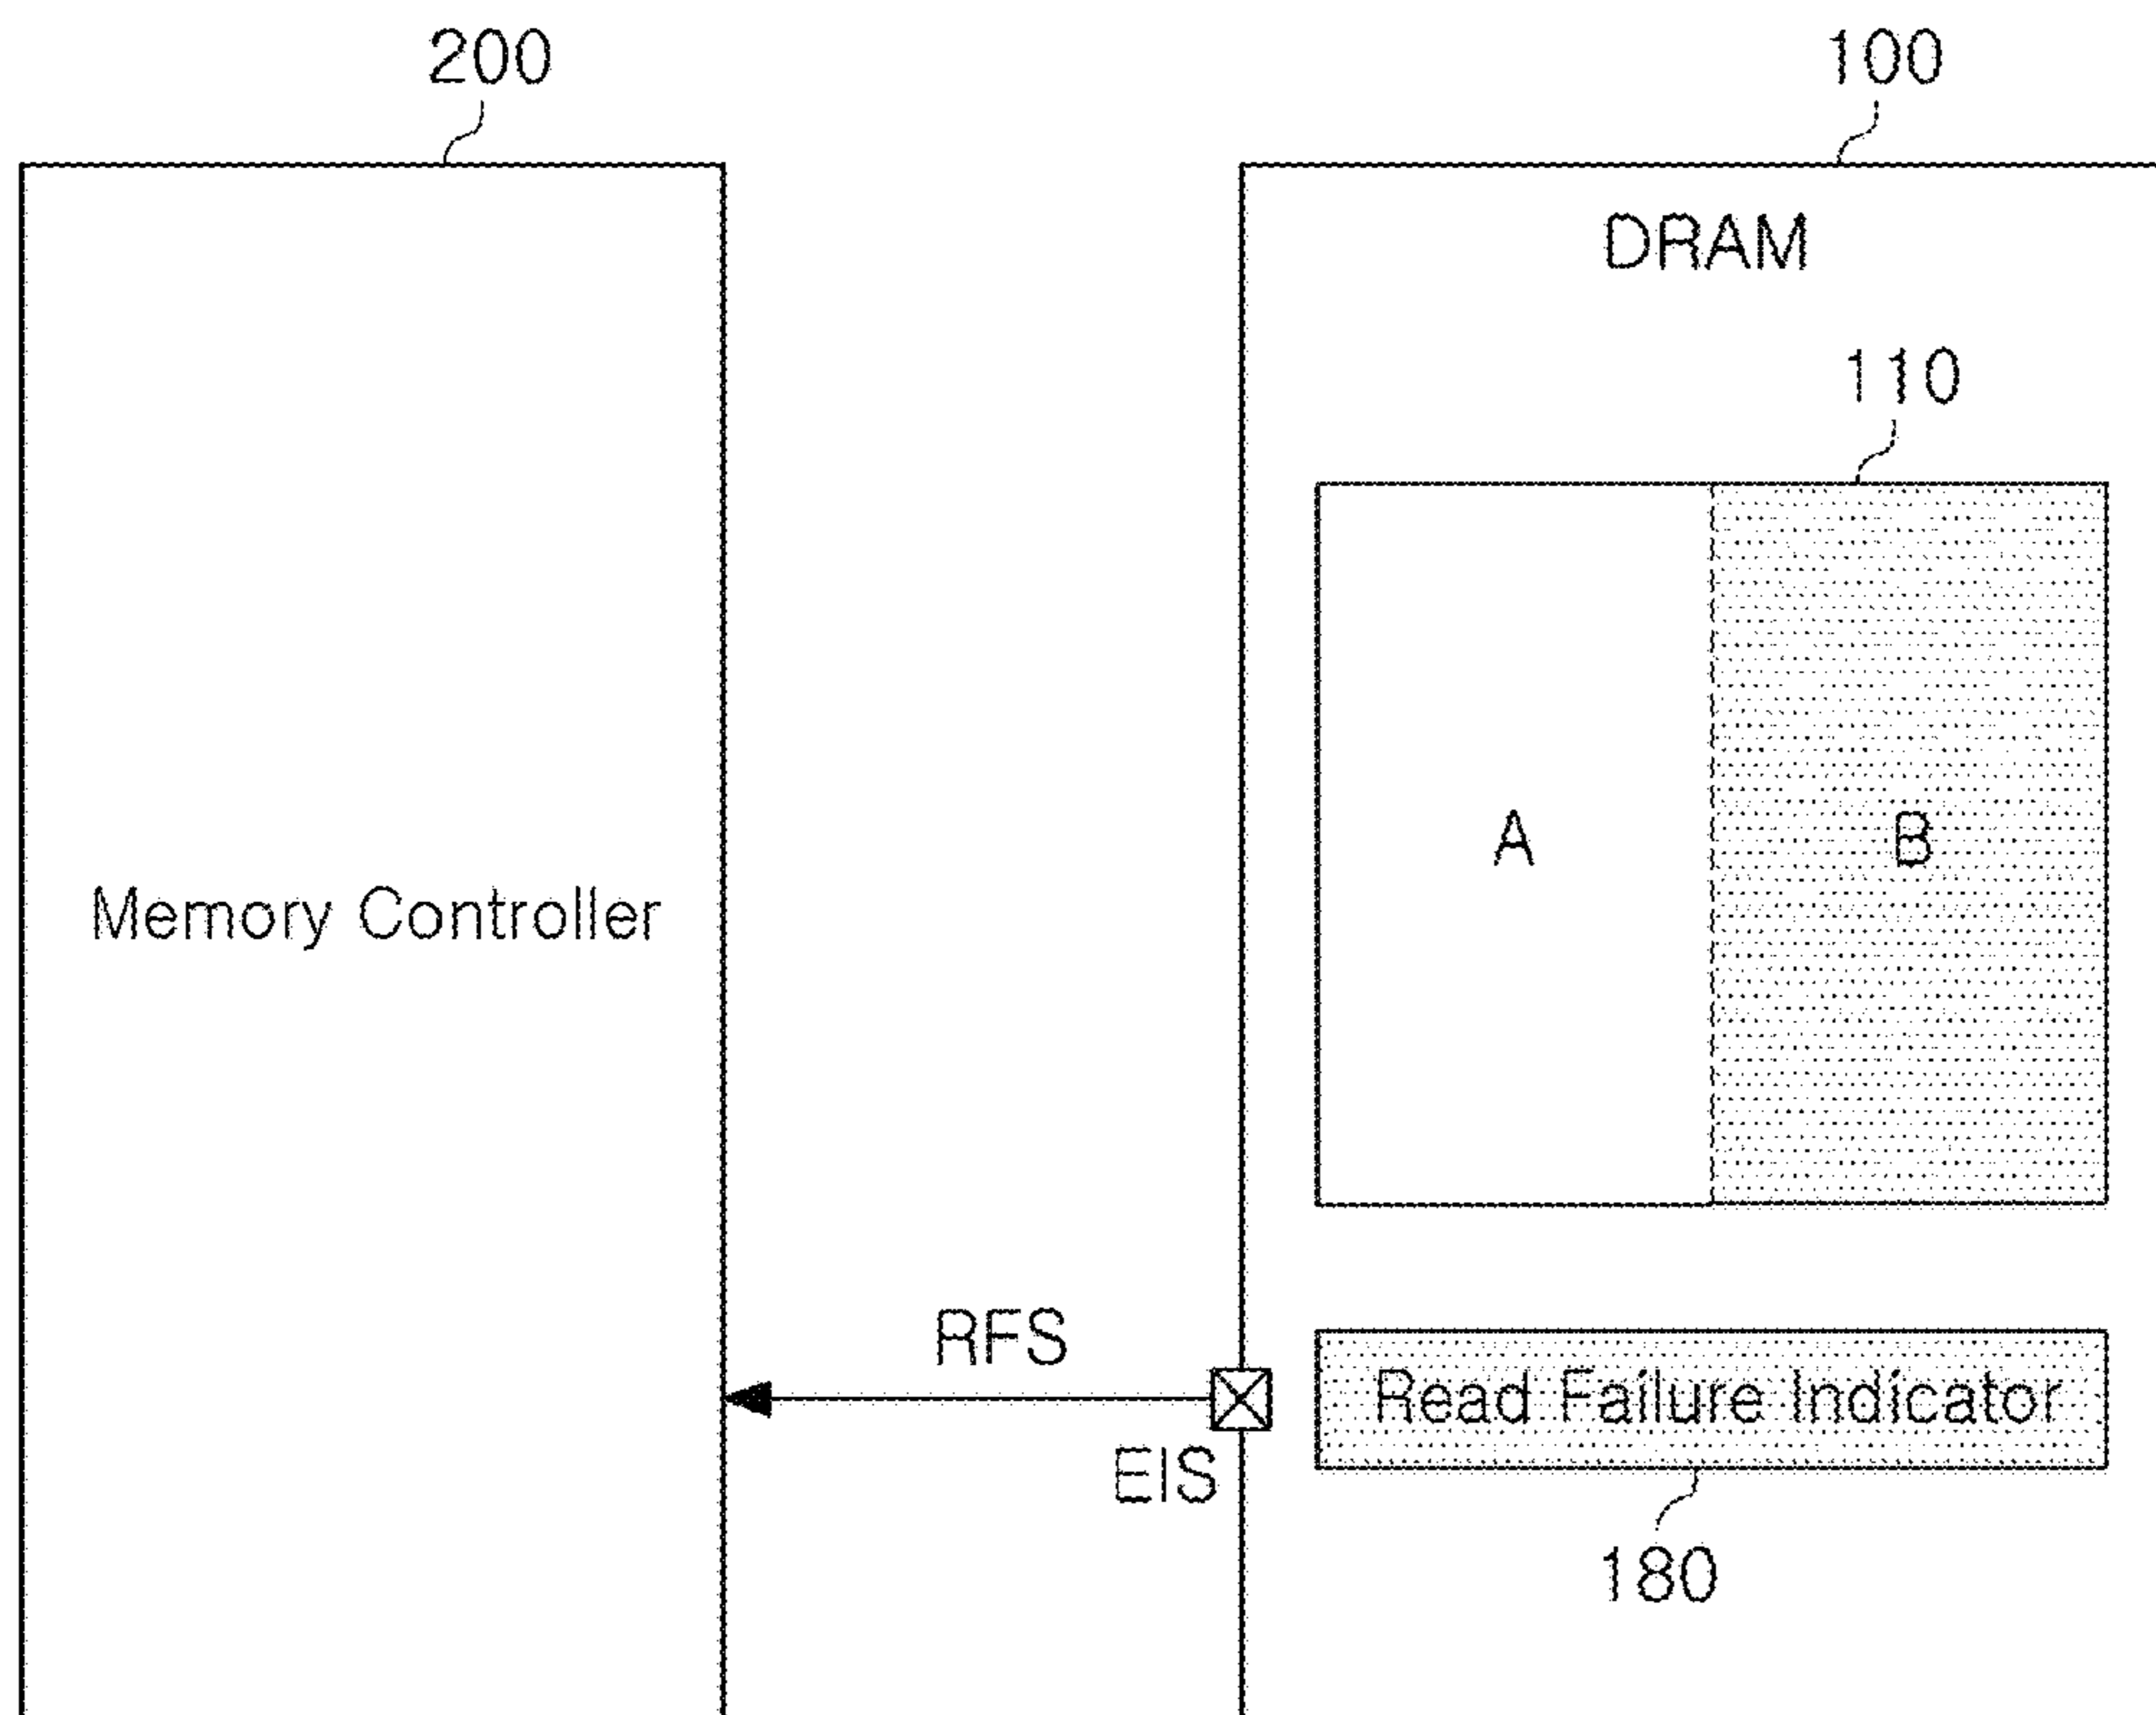 200
100
DRAM
110
A
B
Memory Controller
RFS
EIS
Read Failure Indicator
180